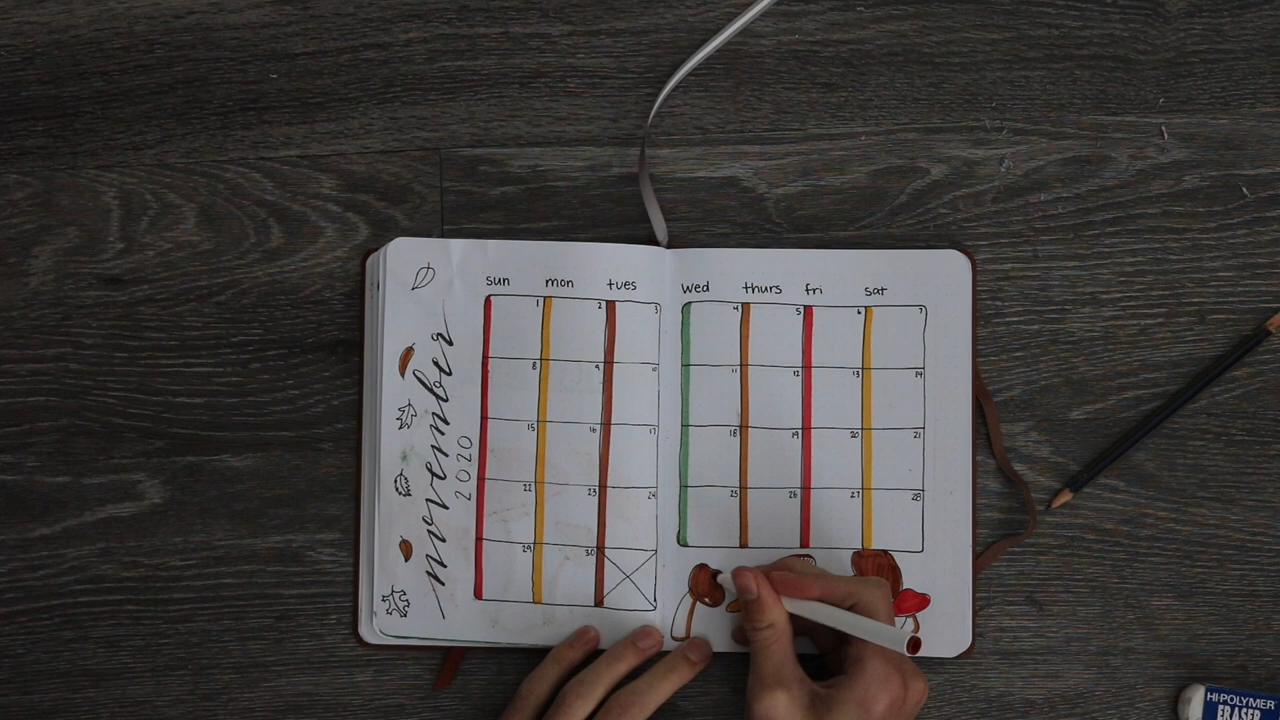 sun mon tues wed thurs fri sat
1 2 3 4 5 6 7
8 9 10 11 12 13 14
15 16 17 18 19 20 21
22 23 24 25 26 27 28
29 30
november
2020
HI-POLYMER
ERASER